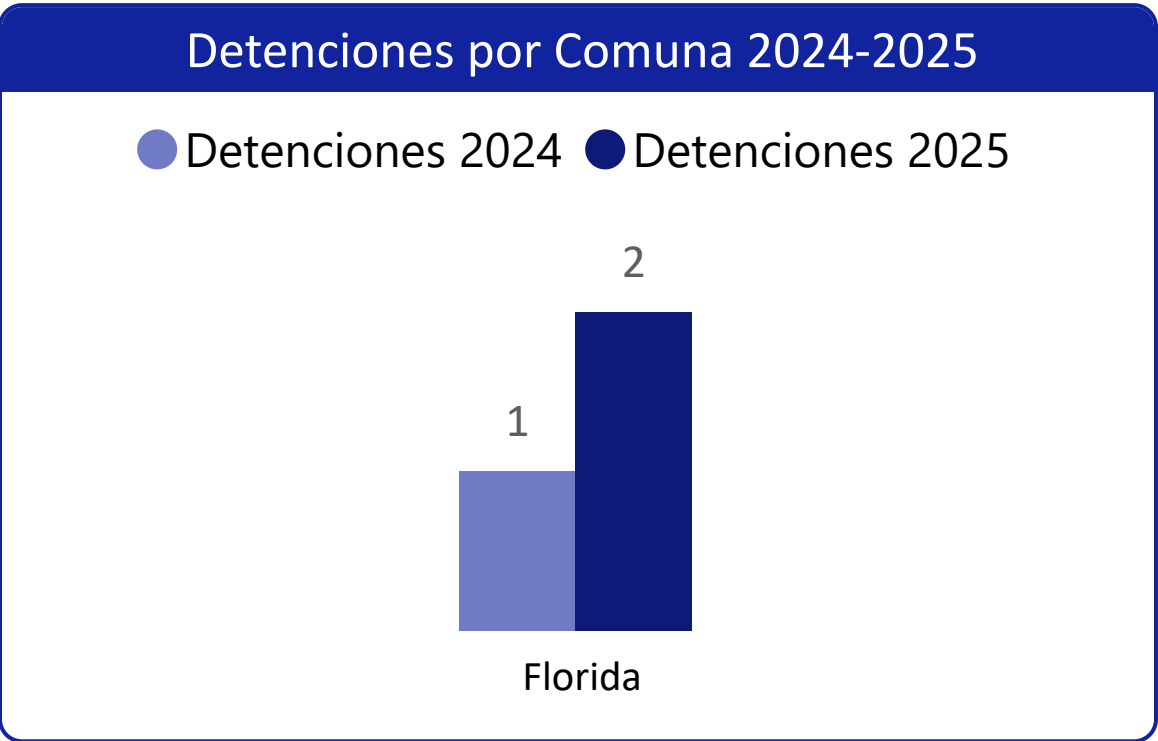 Detenciones por Comuna 2024-2025
Detenciones 2024 Detenciones 2025
2
1
Florida